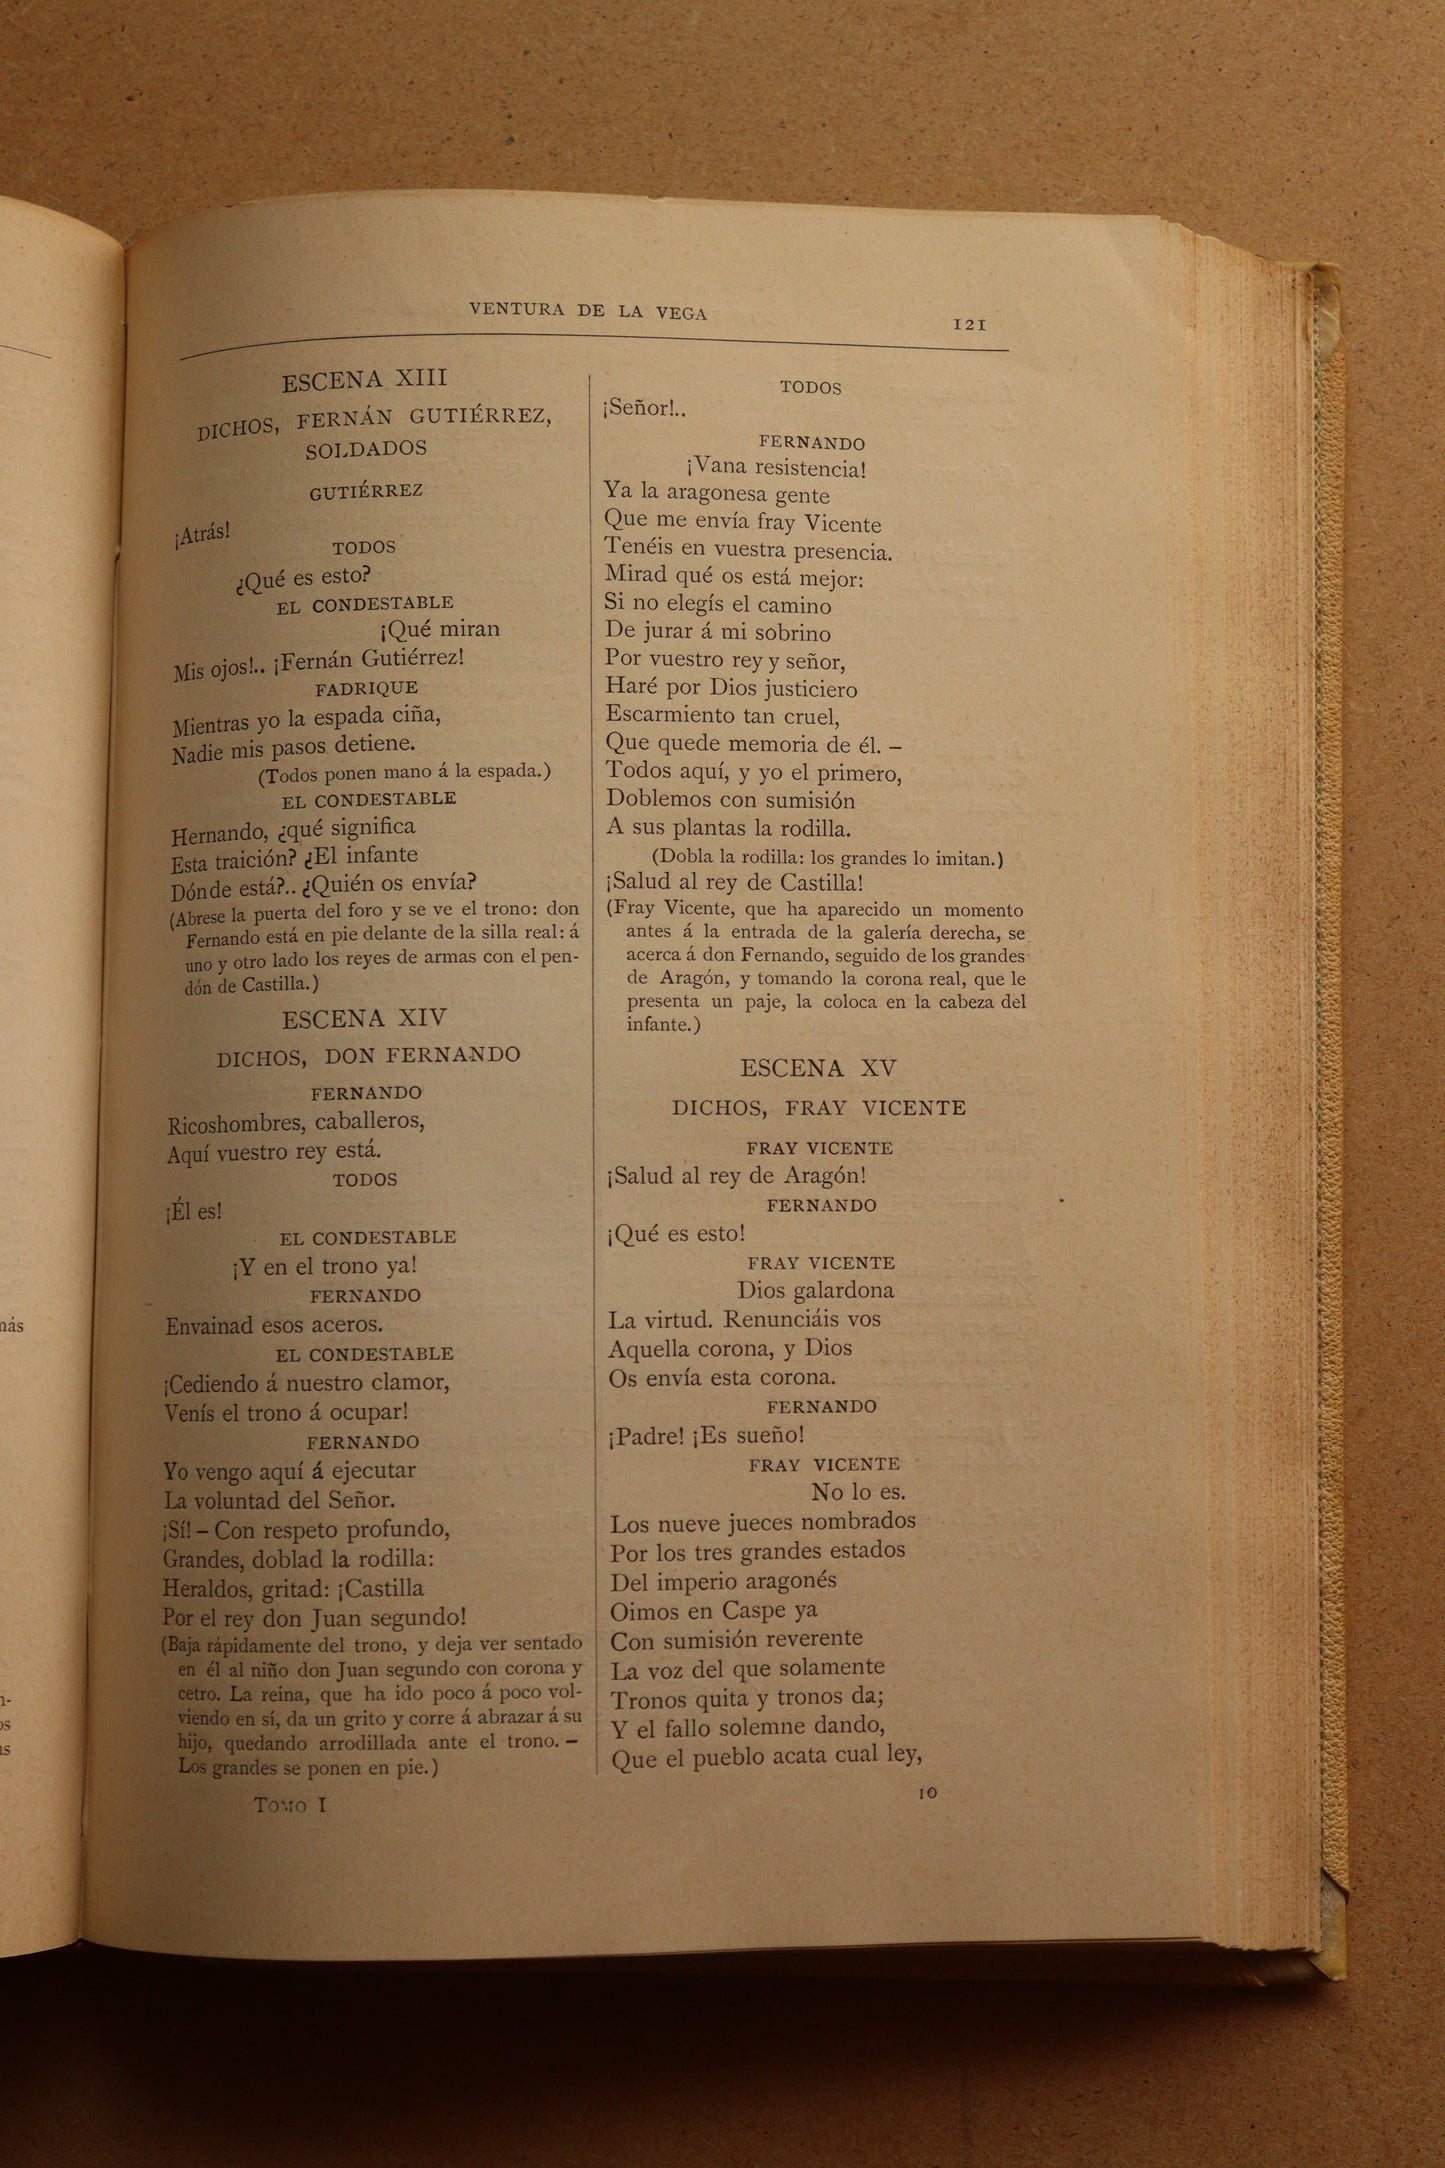 VENTURA DE LA VEGA
121
ESCENA XIII
DICHOS, FERNÁN GUTIÉRREZ,
SOLDADOS
GUTIÉRREZ
¡Atrás!
TODOS
¿Qué es esto?
EL CONDESTABLE
¡Qué miran
Mis ojos!.. ¡Fernán Gutiérrez!
FADRIQUE
Mientras yo la espada ciña,
Nadie mis pasos detiene.
(Todos ponen mano á la espada.)
EL CONDESTABLE
Hernando, ¿qué significa
Esta traición? ¿El infante
Dónde está?.. ¿Quién os envía?
(Abrese la puerta del foro y se ve el trono: don
Fernando está en pie delante de la silla real: á
uno y otro lado los reyes de armas con el pen-
dón de Castilla.)
ESCENA XIV
DICHOS, DON FERNANDO
FERNANDO
Ricoshombres, caballeros,
Aquí vuestro rey está.
TODOS
¡Él es!
EL CONDESTABLE
¡Y en el trono ya!
FERNANDO
Envainad esos aceros.
EL CONDESTABLE
¡Cediendo á nuestro clamor,
Venís el trono á ocupar!
FERNANDO
Yo vengo aquí á ejecutar
La voluntad del Señor.
¡Sí! – Con respeto profundo,
Grandes, doblad la rodilla:
Heraldos, gritad: ¡Castilla
Por el rey don Juan segundo!
(Baja rápidamente del trono, y deja ver sentado
en él al niño don Juan segundo con corona y
cetro. La reina, que ha ido poco á poco vol-
viendo en sí, da un grito y corre á abrazar á su
hijo, quedando arrodillada ante el trono. –
Los grandes se ponen en pie.)
TOMO I
TODOS
¡Señor!..
FERNANDO
¡Vana resistencia!
Ya la aragonesa gente
Que me envía fray Vicente
Tenéis en vuestra presencia.
Mirad qué os está mejor:
Si no elegís el camino
De jurar á mi sobrino
Por vuestro rey y señor,
Haré por Dios justiciero
Escarmiento tan cruel,
Que quede memoria de él. –
Todos aquí, y yo el primero,
Doblemos con sumisión
A sus plantas la rodilla.
(Dobla la rodilla: los grandes lo imitan.)
¡Salud al rey de Castilla!
(Fray Vicente, que ha aparecido un momento
antes á la entrada de la galería derecha, se
acerca á don Fernando, seguido de los grandes
de Aragón, y tomando la corona real, que le
presenta un paje, la coloca en la cabeza del
infante.)
ESCENA XV
DICHOS, FRAY VICENTE
FRAY VICENTE
¡Salud al rey de Aragón!
FERNANDO
¡Qué es esto!
FRAY VICENTE
Dios galardona
La virtud. Renunciáis vos
Aquella corona, y Dios
Os envía esta corona.
FERNANDO
¡Padre! ¡Es sueño!
FRAY VICENTE
No lo es.
Los nueve jueces nombrados
Por los tres grandes estados
Del imperio aragonés
Oimos en Caspe ya
Con sumisión reverente
La voz del que solamente
Tronos quita y tronos da;
Y el fallo solemne dando,
Que el pueblo acata cual ley,
10